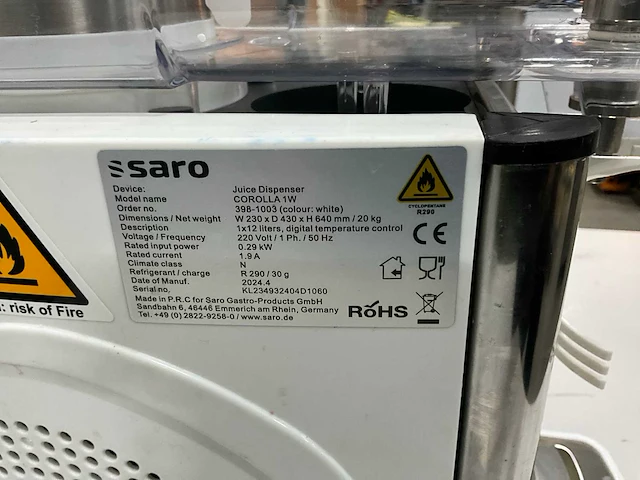 saro
Device: Juice Dispenser
Model name COROLLA 1W
Order no. 398-1003 (colour: white)
Dimensions / Net weight W 230 x D 430 x H 640 mm / 20 kg
Description 1x12 liters, digital temperature control
Voltage / Frequency 220 Volt / 1 Ph. / 50 Hz
Rated input power 0.29 kW
Rated current 1.9 A
Climate class N
Refrigerant / charge R 290 / 30 g
Date of Manuf. 2024.4
Serial no. KL234932404D1060
Made in P.R.C for Saro Gastro-Products GmbH
Sandbahn 6, 46446 Emmerich am Rhein, Germany
Tel. +49 (0) 2822-9258-0 / www.saro.de
CYCLOPENTANE
R290
CE
RoHS
: risk of Fire